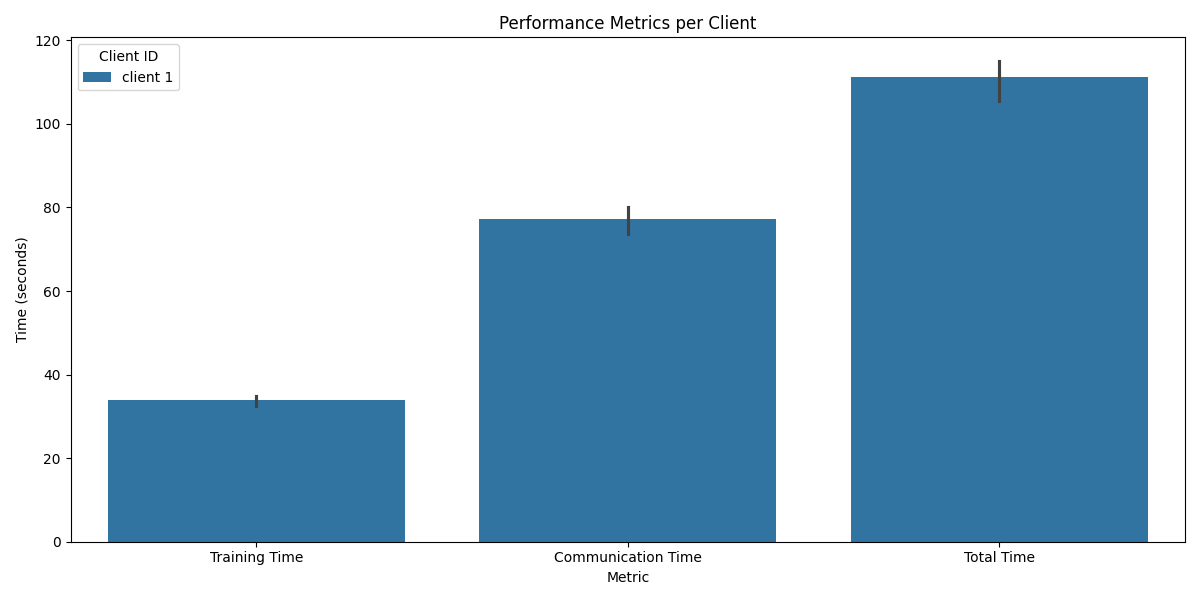 Performance Metrics per Client
Client ID
client 1
Time (seconds)
120
100
80
60
40
20
0
Training Time
Communication Time
Total Time
Metric